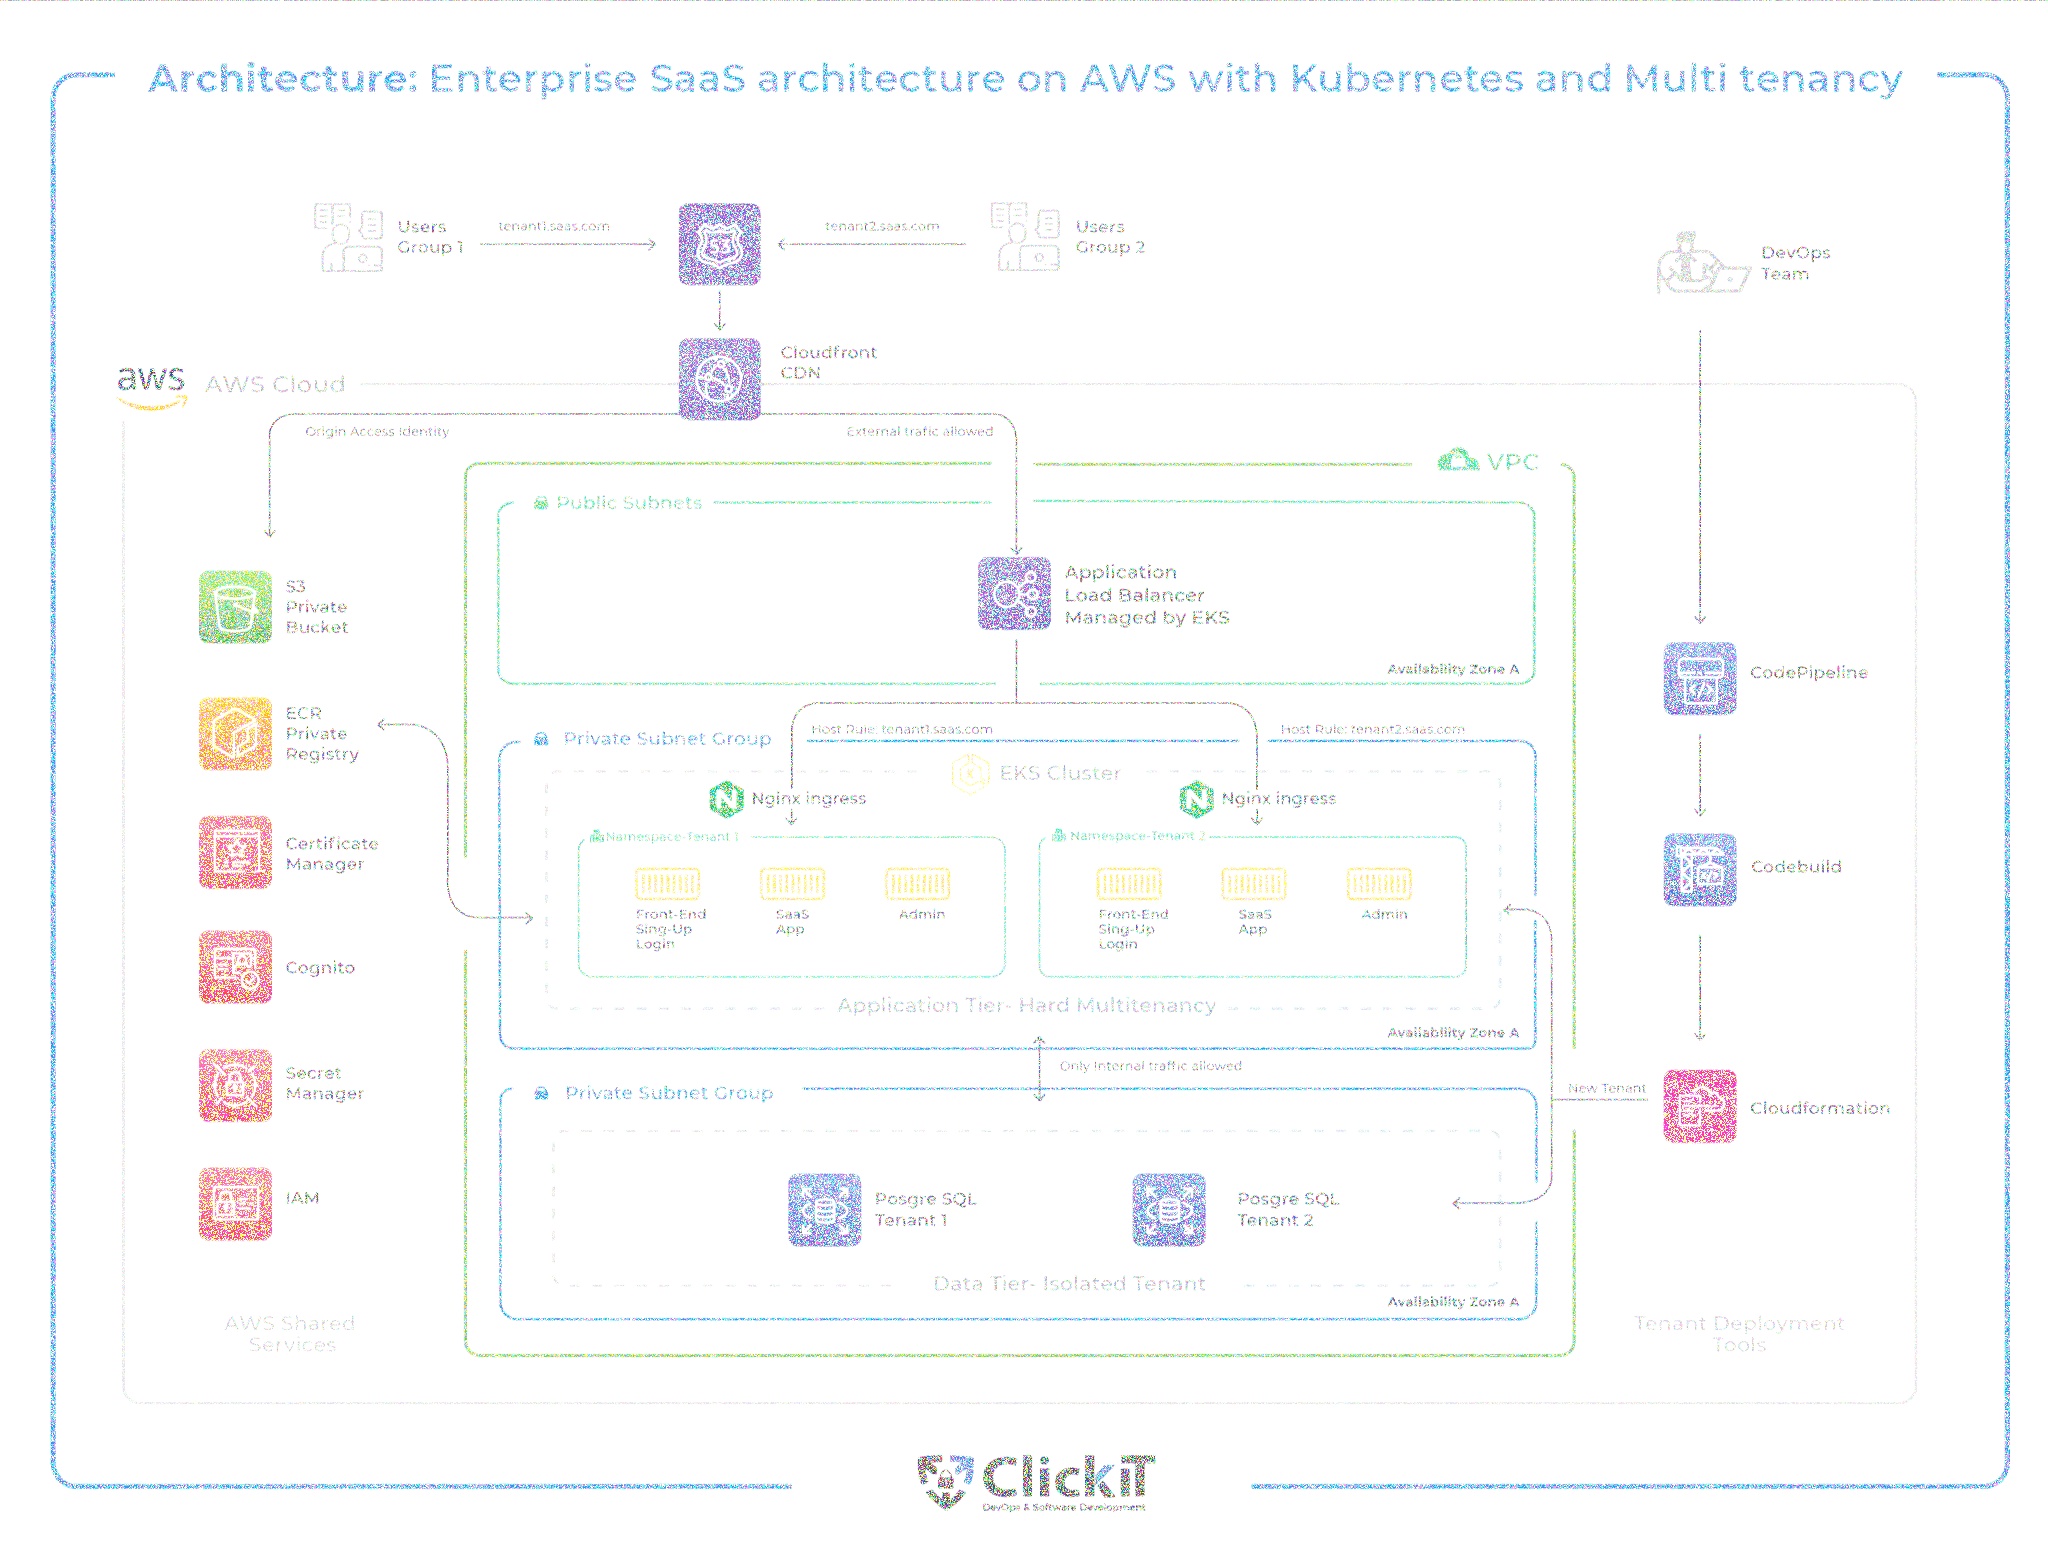 Architecture: Enterprise SaaS architecture on AWS with Kubernetes and Multi tenancy
Users
Group 1
tenant1.saas.com
53
tenant2.saas.com
Users
Group 2
DevOps
Team
Cloudfront
CDN
aws
AWS Cloud
Origin Access Identity
External trafic allowed
VPC
Public Subnets
S3
Private
Bucket
Application
Load Balancer
Managed by EKS
Availability Zone A
CodePipeline
ECR
Private
Registry
Host Rule: tenant1.saas.com
Host Rule: tenant2.saas.com
Private Subnet Group
EKS Cluster
Nginx ingress
Nginx ingress
Namespace-Tenant 1
Namespace-Tenant 2
Certificate
Manager
Codebuild
Front-End
Sing-Up
Login
SaaS
App
Admin
Front-End
Sing-Up
Login
SaaS
App
Admin
Cognito
Application Tier- Hard Multitenancy
Availability Zone A
Only Internal traffic allowed
Secret
Manager
Private Subnet Group
New Tenant
Cloudformation
IAM
Posgre SQL
Tenant 1
Posgre SQL
Tenant 2
Data Tier- Isolated Tenant
Availability Zone A
AWS Shared
Services
Tenant Deployment
Tools
ClickiT
DevOps & Software Development